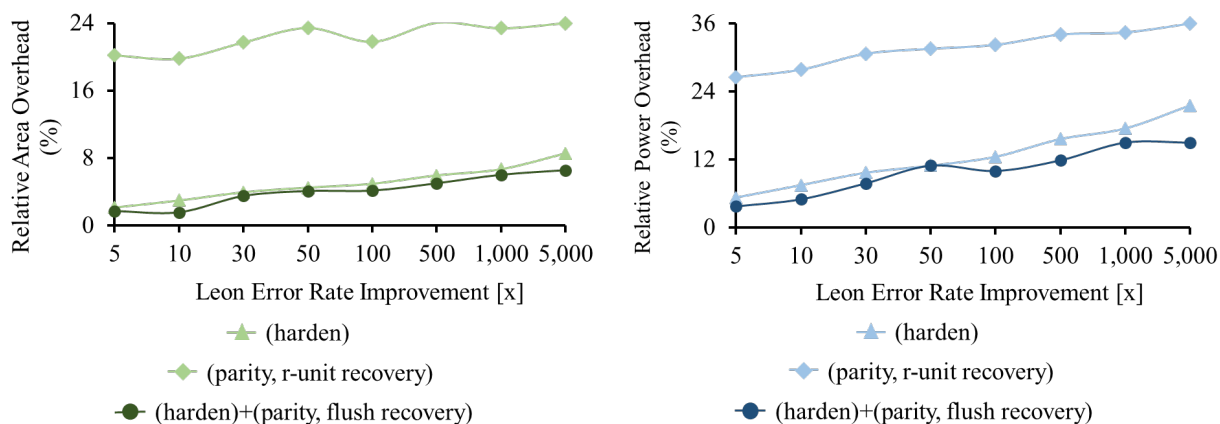 Relative Area Overhead
(%)
24
16
8
0
5 10 30 50 100 500 1,000 5,000
Leon Error Rate Improvement [x]
(harden)
(parity, r-unit recovery)
(harden)+(parity, flush recovery)
Relative Power Overhead
(%)
36
24
12
0
5 10 30 50 100 500 1,000 5,000
Leon Error Rate Improvement [x]
(harden)
(parity, r-unit recovery)
(harden)+(parity, flush recovery)